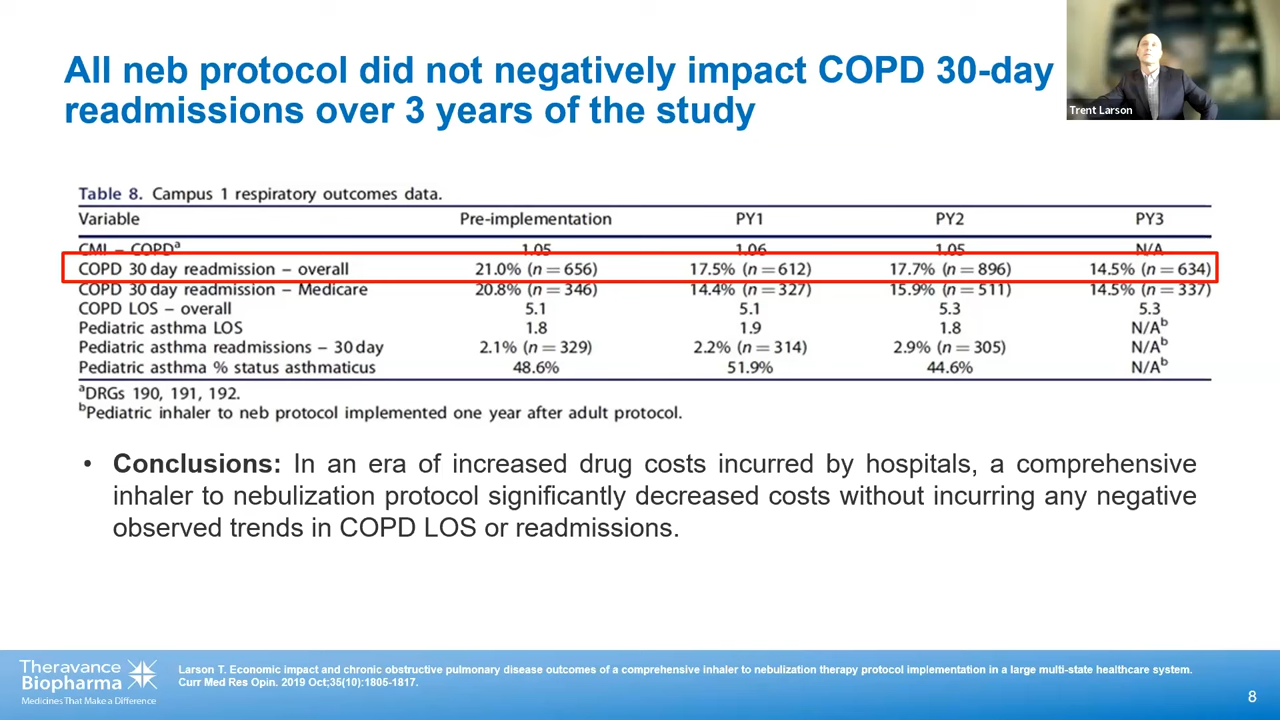 All neb protocol did not negatively impact COPD 30-day
readmissions over 3 years of the study
Trent Larson
Table 8. Campus 1 respiratory outcomes data.
Variable Pre-implementation PY1 PY2 PY3
CMI – COPDa 1.05 1.06 1.05 N/A
COPD 30 day readmission – overall 21.0% (n = 656) 17.5% (n = 612) 17.7% (n = 896) 14.5% (n = 634)
COPD 30 day readmission – Medicare 20.8% (n = 346) 14.4% (n = 327) 15.9% (n = 511) 14.5% (n = 337)
COPD LOS – overall 5.1 5.1 5.3 5.3
Pediatric asthma LOS 1.8 1.9 1.8 N/Ab
Pediatric asthma readmissions – 30 day 2.1% (n = 329) 2.2% (n = 314) 2.9% (n = 305) N/Ab
Pediatric asthma % status asthmaticus 48.6% 51.9% 44.6% N/Ab
aDRGs 190, 191, 192.
bPediatric inhaler to neb protocol implemented one year after adult protocol.
• Conclusions: In an era of increased drug costs incurred by hospitals, a comprehensive
inhaler to nebulization protocol significantly decreased costs without incurring any negative
observed trends in COPD LOS or readmissions.
Theravance
Biopharma
Medicines That Make a Difference
Larson T. Economic impact and chronic obstructive pulmonary disease outcomes of a comprehensive inhaler to nebulization therapy protocol implementation in a large multi-state healthcare system.
Curr Med Res Opin. 2019 Oct;35(10):1805-1817.
8